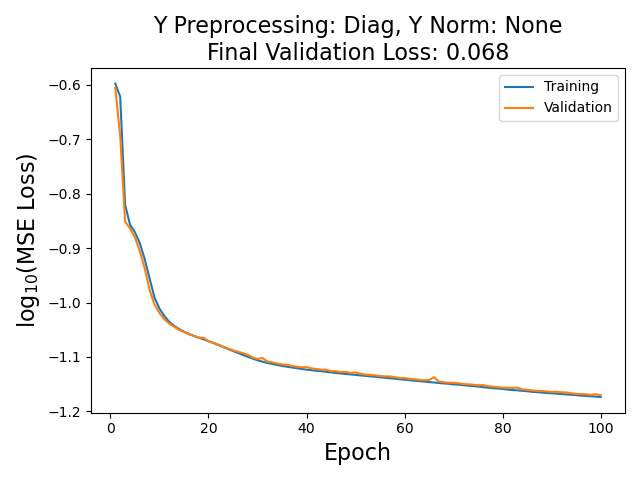 Y Preprocessing: Diag, Y Norm: None
Final Validation Loss: 0.068
Training
Validation
log₁₀(MSE Loss)
−0.6
−0.7
−0.8
−0.9
−1.0
−1.1
−1.2
0 20 40 60 80 100
Epoch